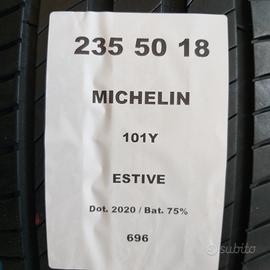 235 50 18
MICHELIN
101Y
ESTIVE
Dot. 2020 / Bat. 75%
696
subito